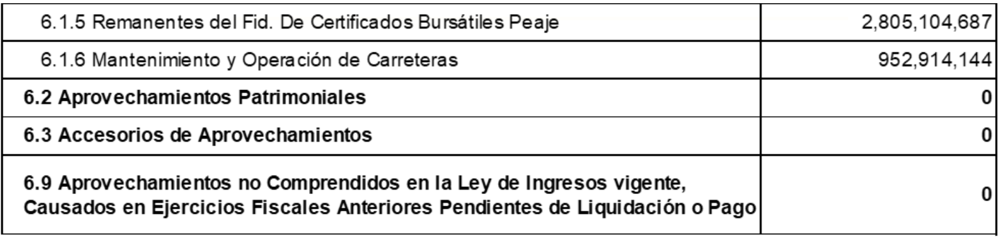 6.1.5 Remanentes del Fid. De Certificados Bursátiles Peaje 2,805,104,687
6.1.6 Mantenimiento y Operación de Carreteras 952,914,144
6.2 Aprovechamientos Patrimoniales 0
6.3 Accesorios de Aprovechamientos 0
6.9 Aprovechamientos no Comprendidos en la Ley de Ingresos vigente,
Causados en Ejercicios Fiscales Anteriores Pendientes de Liquidación o Pago 0